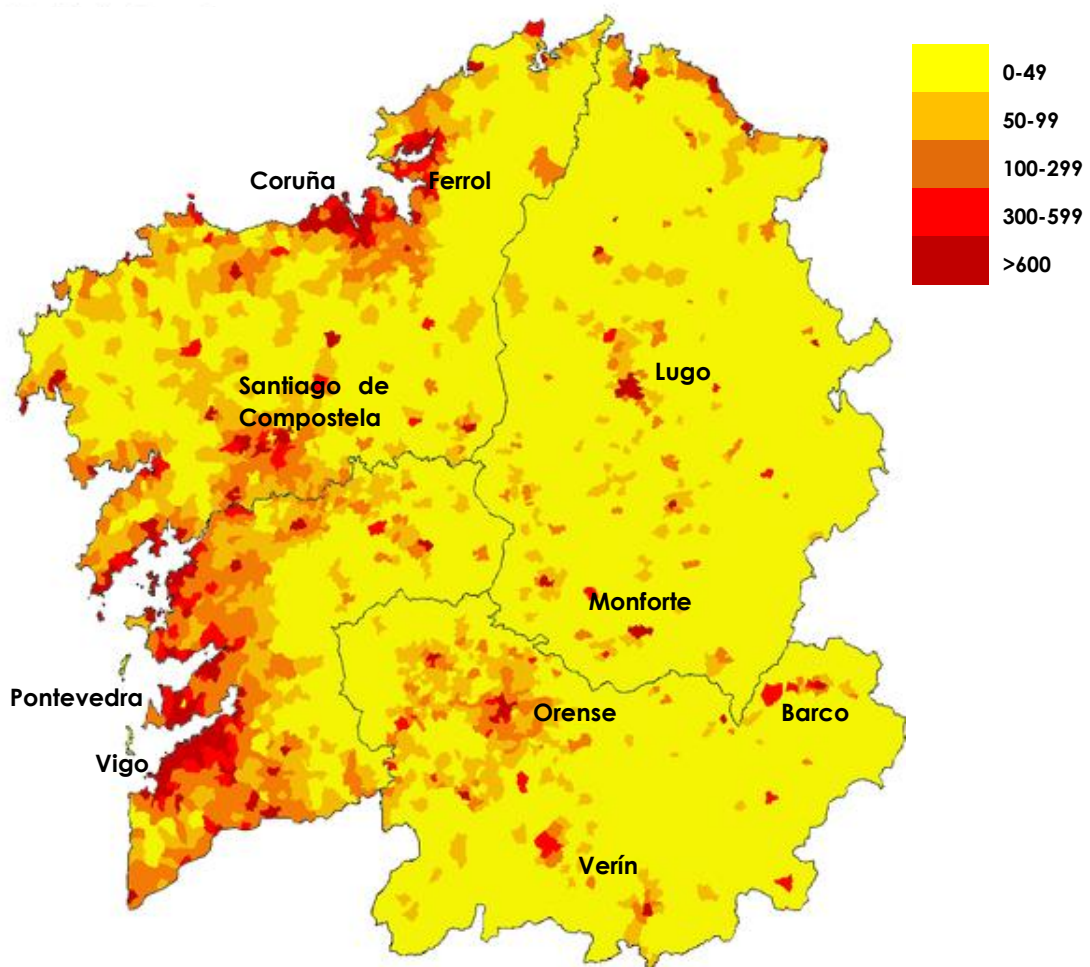 0-49
50-99
100-299
300-599
>600
Coruña
Ferrol
Lugo
Santiago de
Compostela
Monforte
Pontevedra
Orense
Barco
Vigo
Verín